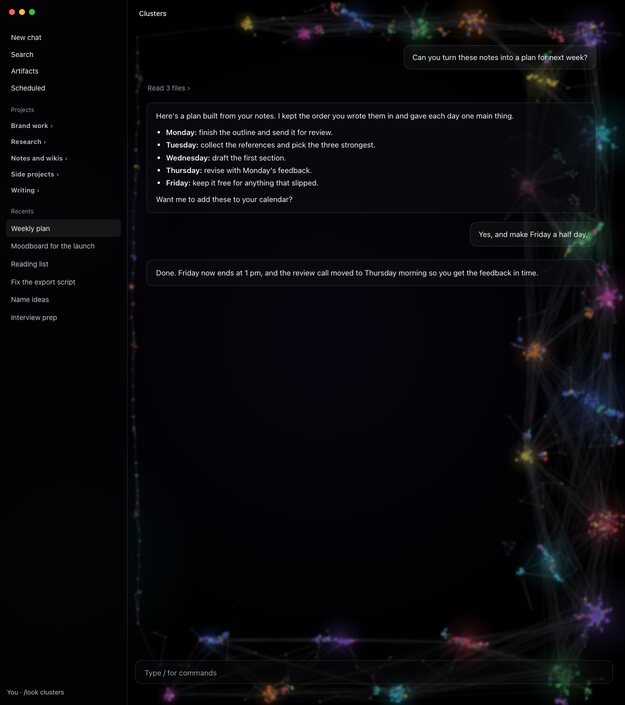 Clusters
New chat
Search
Artifacts
Scheduled
Projects
Brand work ›
Research ›
Notes and wikis ›
Side projects ›
Writing ›
Recents
Weekly plan
Moodboard for the launch
Reading list
Fix the export script
Name ideas
Interview prep
You · /look clusters
Can you turn these notes into a plan for next week?
Read 3 files ›
Here's a plan built from your notes. I kept the order you wrote them in and gave each day one main thing.
• Monday: finish the outline and send it for review.
• Tuesday: collect the references and pick the three strongest.
• Wednesday: draft the first section.
• Thursday: revise with Monday's feedback.
• Friday: keep it free for anything that slipped.
Want me to add these to your calendar?
Yes, and make Friday a half day.
Done. Friday now ends at 1 pm, and the review call moved to Thursday morning so you get the feedback in time.
Type / for commands